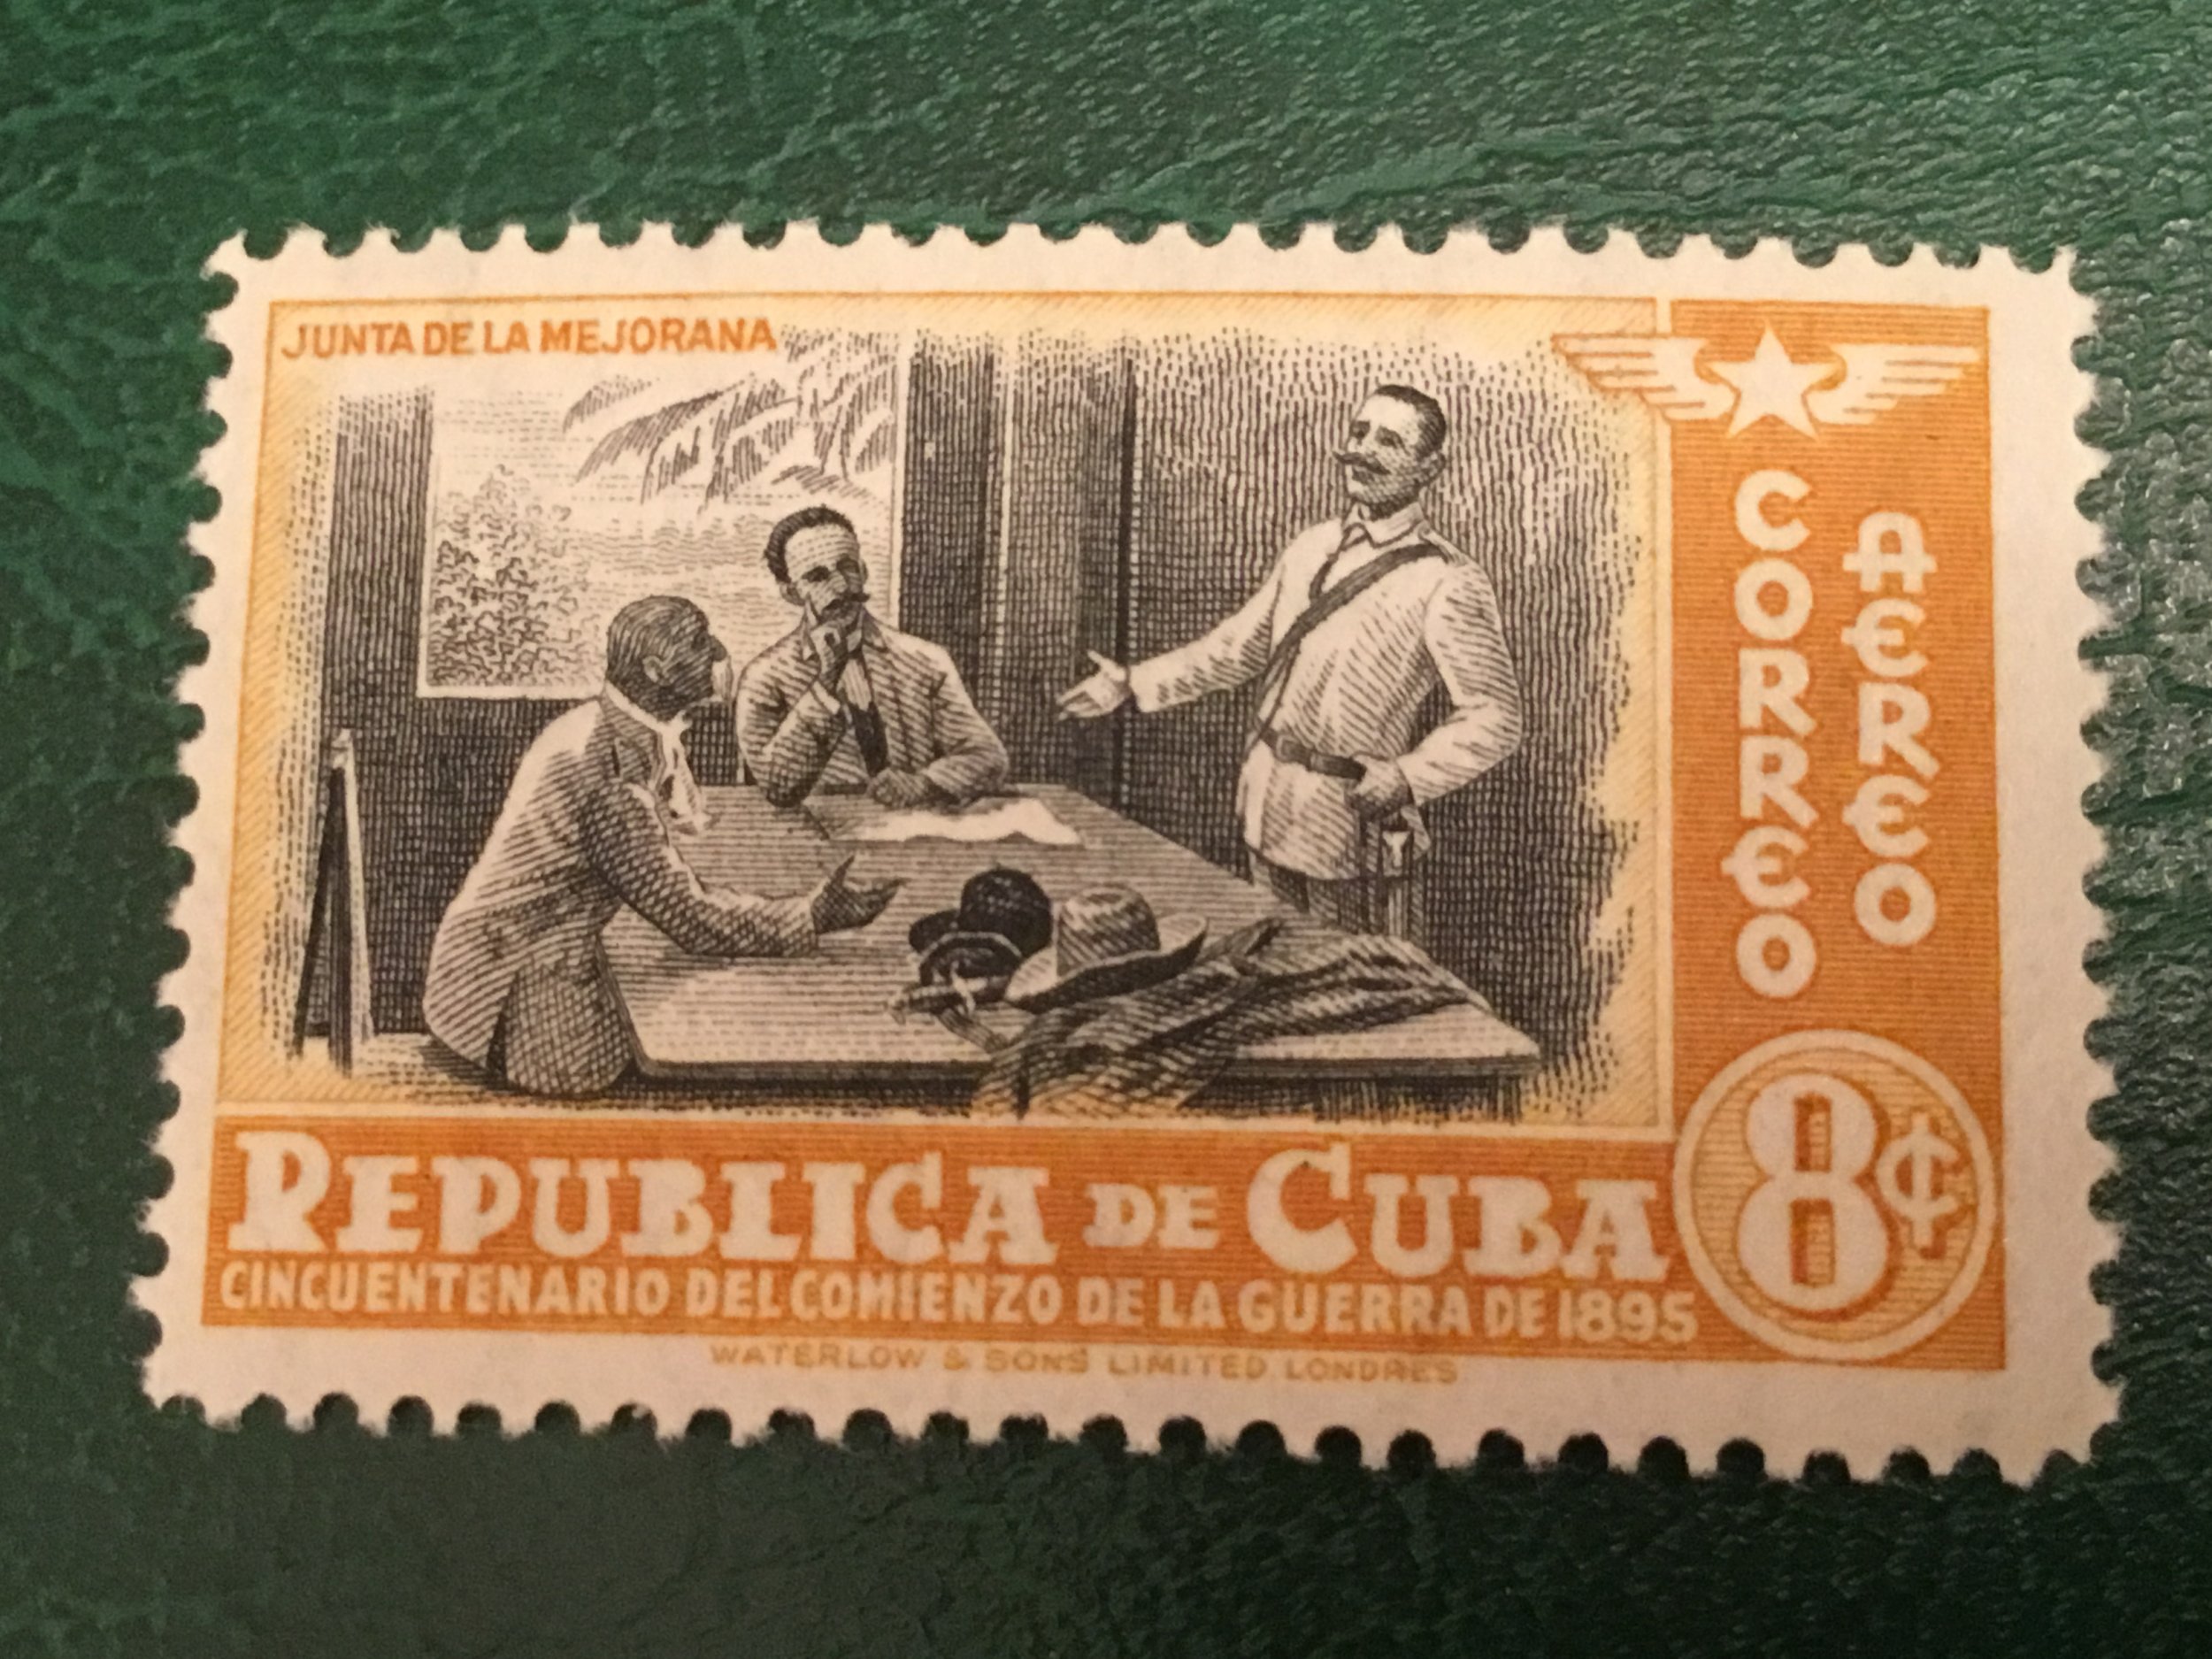 JUNTA DE LA MEJORANA
CORREO
AEREO
8¢
REPUBLICA DE CUBA
CINCUENTENARIO DEL COMIENZO DE LA GUERRA DE 1895
WATERLOW & SONS LIMITED LONDRES